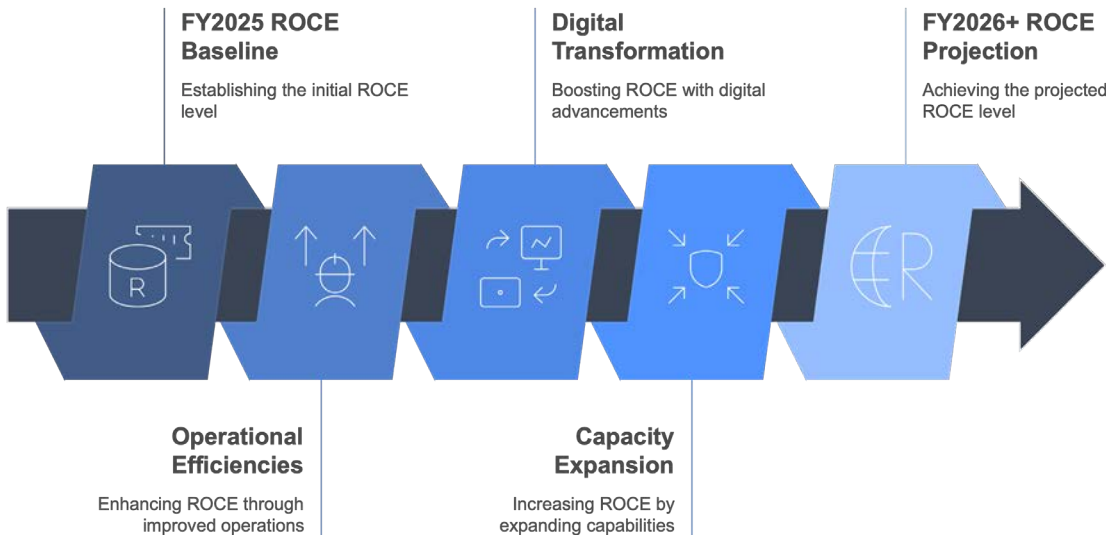 FY2025 ROCE
Baseline
Establishing the initial ROCE
level
Digital
Transformation
Boosting ROCE with digital
advancements
FY2026+ ROCE
Projection
Achieving the projected
ROCE level
R
R
Operational
Efficiencies
Enhancing ROCE through
improved operations
Capacity
Expansion
Increasing ROCE by
expanding capabilities